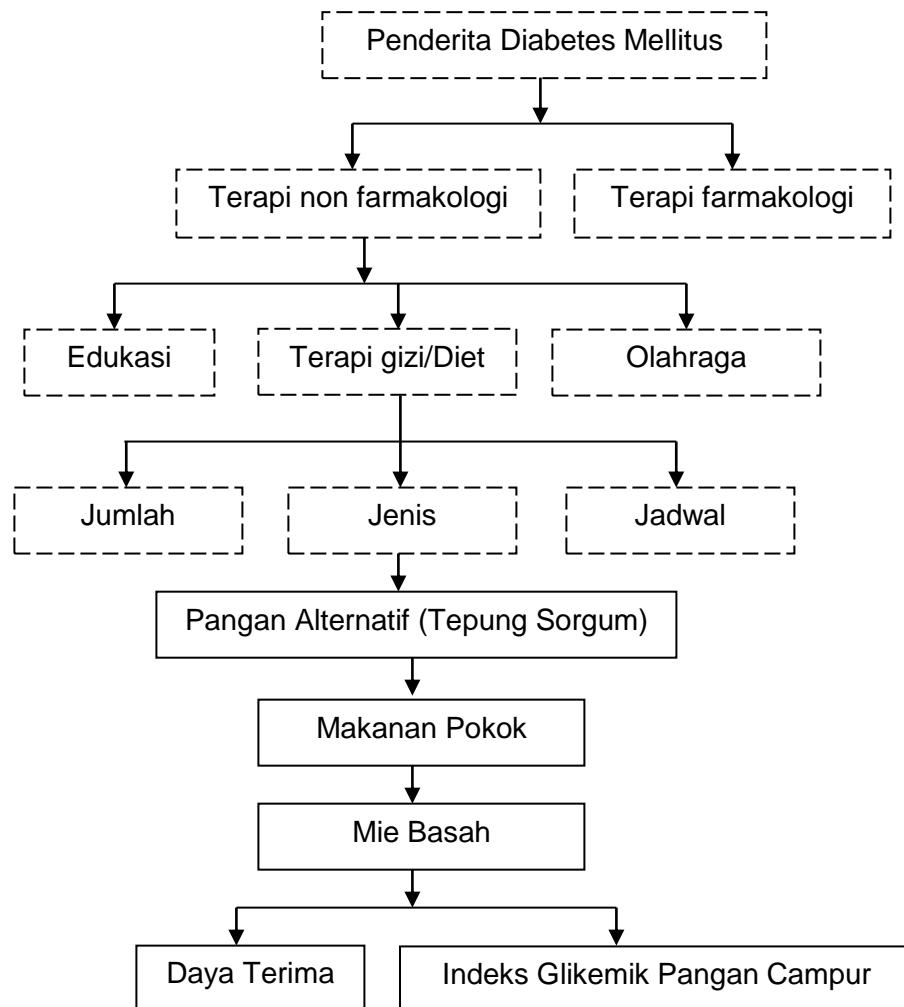 Penderita Diabetes Mellitus
Terapi non farmakologi
Terapi farmakologi
Edukasi
Terapi gizi/Diet
Olahraga
Jumlah
Jenis
Jadwal
Pangan Alternatif (Tepung Sorgum)
Makanan Pokok
Mie Basah
Daya Terima
Indeks Glikemik Pangan Campur